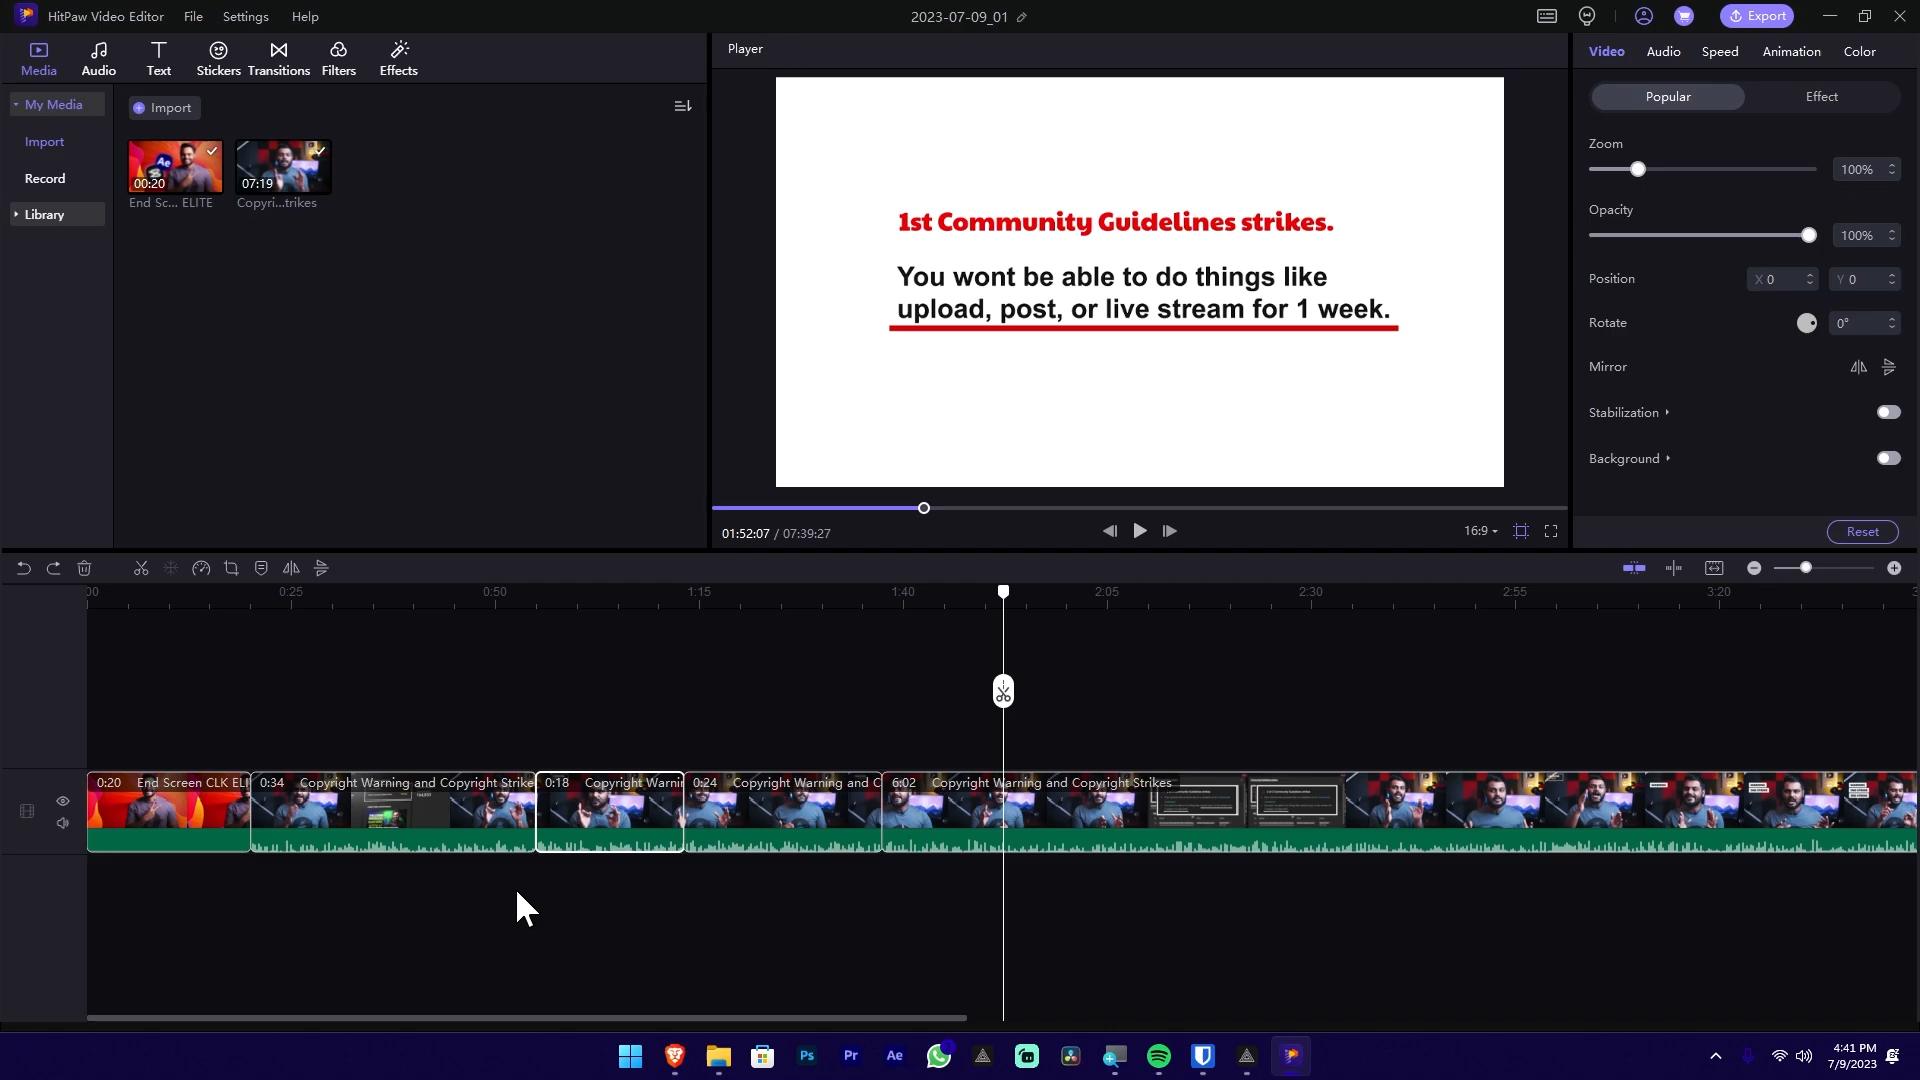 HitPaw Video Editor File Settings Help
2023-07-09_01
Export
Media Audio Text Stickers Transitions Filters Effects
My Media
Import
Record
Library
Import
00:20
07:19
End Sc... ELITE
Copyri...trikes
Player
1st Community Guidelines strikes.
You wont be able to do things like
upload, post, or live stream for 1 week.
01:52:07 / 07:39:27
16:9
Video Audio Speed Animation Color
Popular Effect
Zoom
100%
Opacity
100%
Position X 0 Y 0
Rotate 0°
Mirror
Stabilization
Background
Reset
00 0:25 0:50 1:15 1:40 2:05 2:30 2:55 3:20 3
0:20 End Screen CLK ELI
0:34 Copyright Warning and Copyright Strike
0:18 Copyright Warnin
0:24 Copyright Warning and C
6:02 Copyright Warning and Copyright Strikes
Ps Pr Ae
4:41 PM
7/9/2023